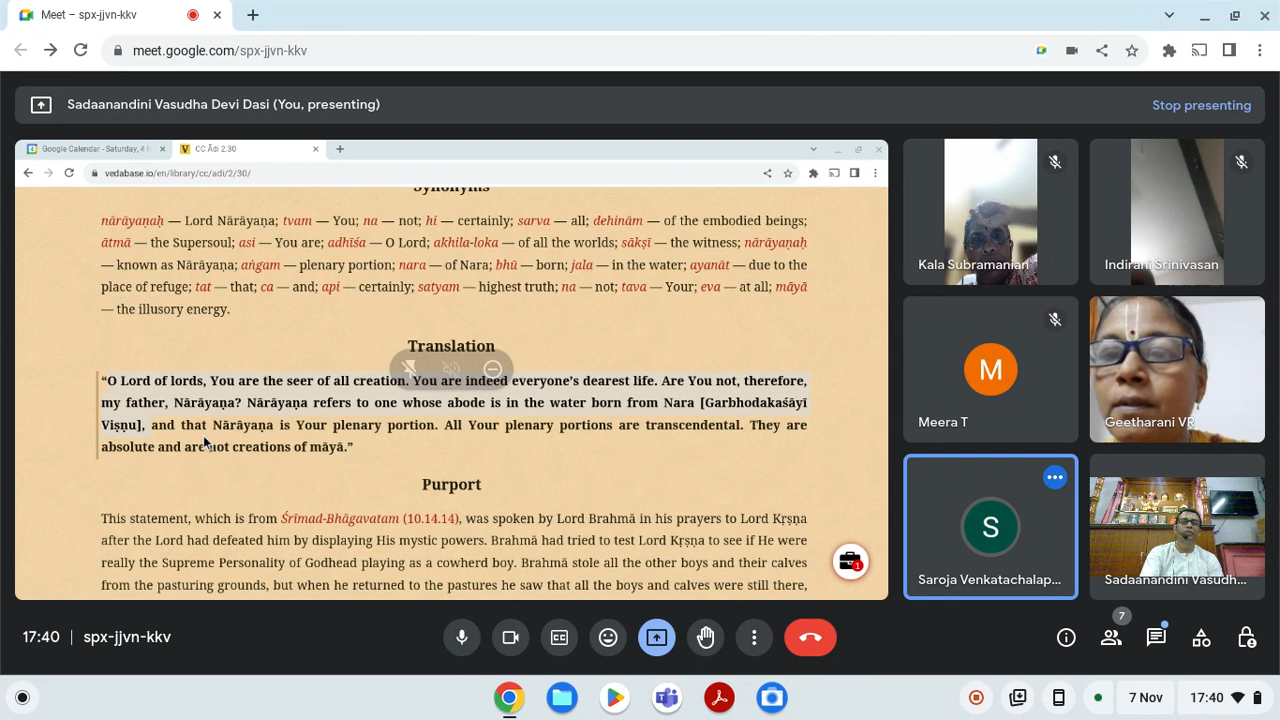 Meet – spx-jjvn-kkv
meet.google.com/spx-jjvn-kkv
Sadaanandini Vasudha Devi Dasi (You, presenting)
Stop presenting
Google Calendar - Saturday, 4
CC Ādi 2.30
vedabase.io/en/library/cc/adi/2/30/
Synonyms
nārāyaṇaḥ — Lord Nārāyaṇa; tvam — You; na — not; hi — certainly; sarva — all; dehinām — of the embodied beings;
ātmā — the Supersoul; asi — You are; adhīśa — O Lord; akhila-loka — of all the worlds; sākṣī — the witness; nārāyaṇaḥ
— known as Nārāyaṇa; aṅgam — plenary portion; nara — of Nara; bhū — born; jala — in the water; ayanāt — due to the
place of refuge; tat — that; ca — and; api — certainly; satyam — highest truth; na — not; tava — Your; eva — at all; māyā
— the illusory energy.
Translation
“O Lord of lords, You are the seer of all creation. You are indeed everyone’s dearest life. Are You not, therefore,
my father, Nārāyaṇa? Nārāyaṇa refers to one whose abode is in the water born from Nara [Garbhodakaśāyī
Viṣṇu], and that Nārāyaṇa is Your plenary portion. All Your plenary portions are transcendental. They are
absolute and are not creations of māyā.”
Purport
This statement, which is from Śrīmad-Bhāgavatam (10.14.14), was spoken by Lord Brahmā in his prayers to Lord Kṛṣṇa
after the Lord had defeated him by displaying His mystic powers. Brahmā had tried to test Lord Kṛṣṇa to see if He were
really the Supreme Personality of Godhead playing as a cowherd boy. Brahmā stole all the other boys and their calves
from the pasturing grounds, but when he returned to the pastures he saw that all the boys and calves were still there,
1
Kala Subramanian
Indirani Srinivasan
M
Meera T
Geetharani VR
S
Saroja Venkatachalap...
Sadaanandini Vasudh...
17:40 | spx-jjvn-kkv
7
7 Nov
17:40